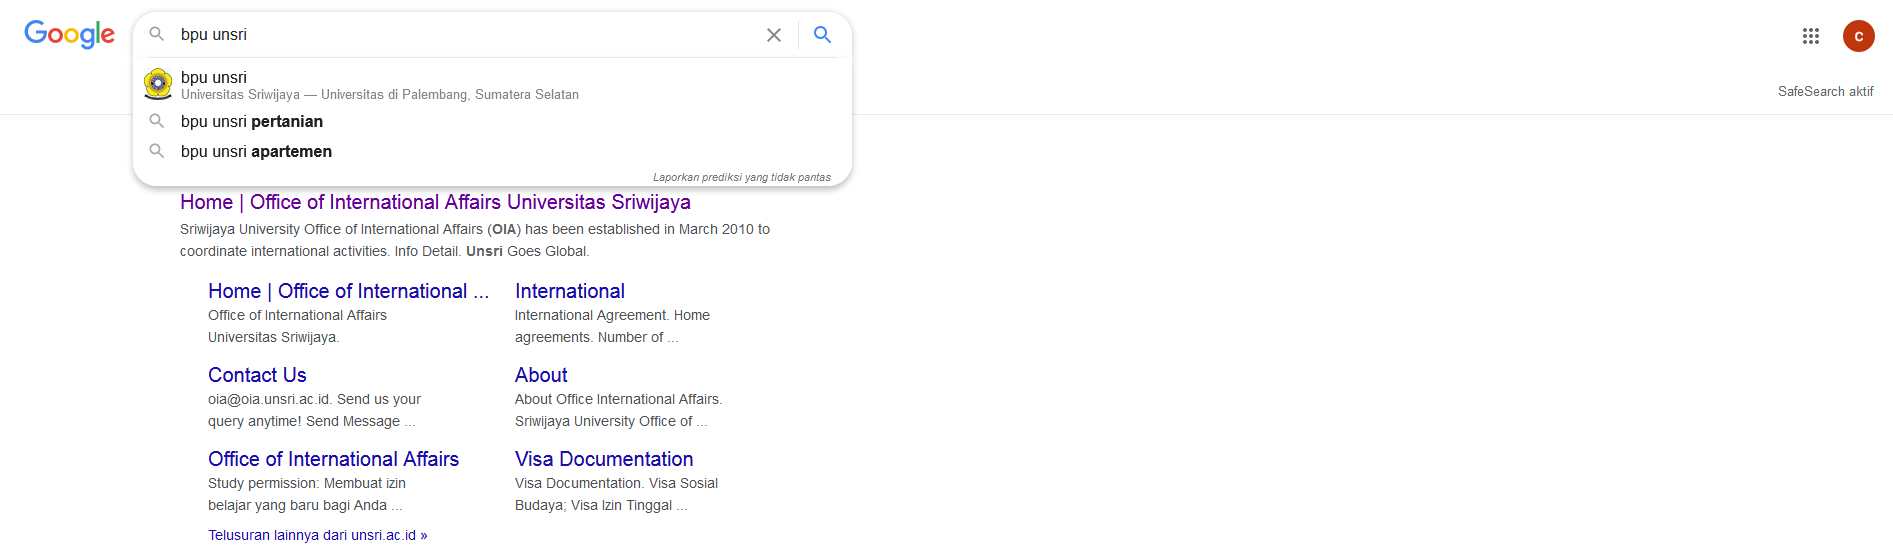 Google
bpu unsri
C
bpu unsri
Universitas Sriwijaya — Universitas di Palembang, Sumatera Selatan
SafeSearch aktif
bpu unsri pertanian
bpu unsri apartemen
Laporkan prediksi yang tidak pantas
Home | Office of International Affairs Universitas Sriwijaya
Sriwijaya University Office of International Affairs (OIA) has been established in March 2010 to
coordinate international activities. Info Detail. Unsri Goes Global.
Home | Office of International ...
Office of International Affairs
Universitas Sriwijaya.
International
International Agreement. Home
agreements. Number of ...
Contact Us
oia@oia.unsri.ac.id. Send us your
query anytime! Send Message ...
About
About Office International Affairs.
Sriwijaya University Office of ...
Office of International Affairs
Study permission: Membuat izin
belajar yang baru bagi Anda ...
Visa Documentation
Visa Documentation. Visa Sosial
Budaya; Visa Izin Tinggal ...
Telusuran lainnya dari unsri.ac.id »